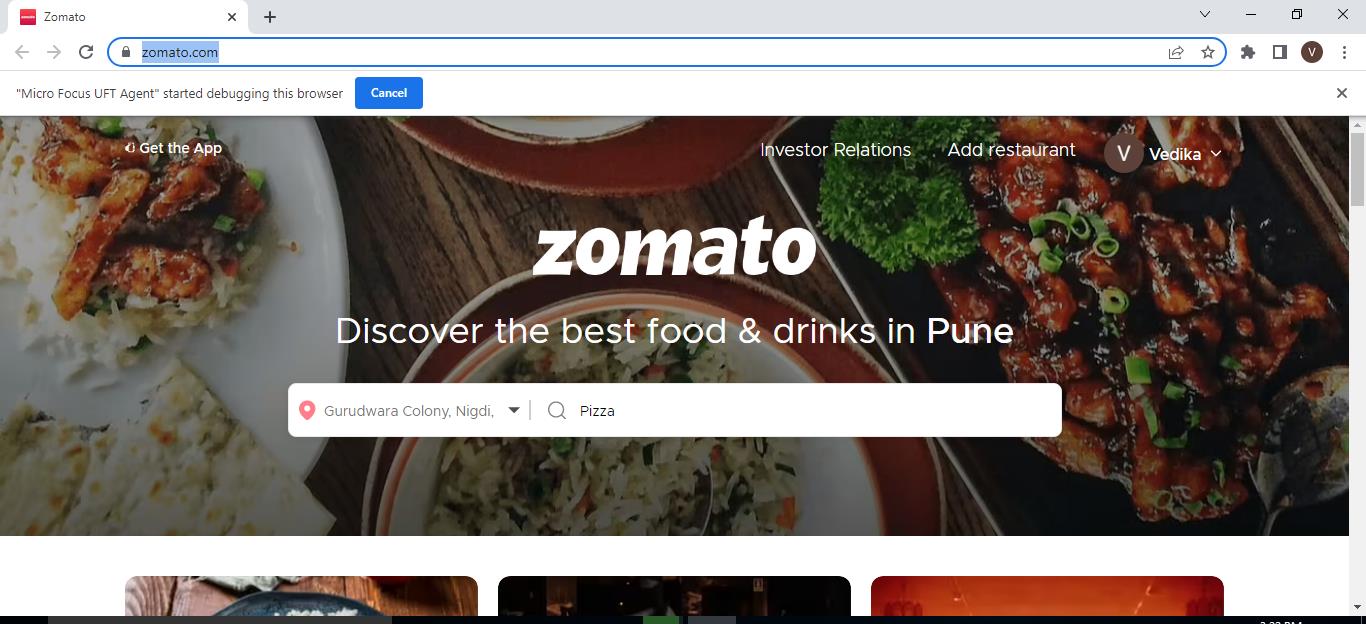 Zomato
zomato.com
V
"Micro Focus UFT Agent" started debugging this browser
Cancel
Get the App
Investor Relations
Add restaurant
V
Vedika
zomato
Discover the best food & drinks in Pune
Gurudwara Colony, Nigdi,
Pizza